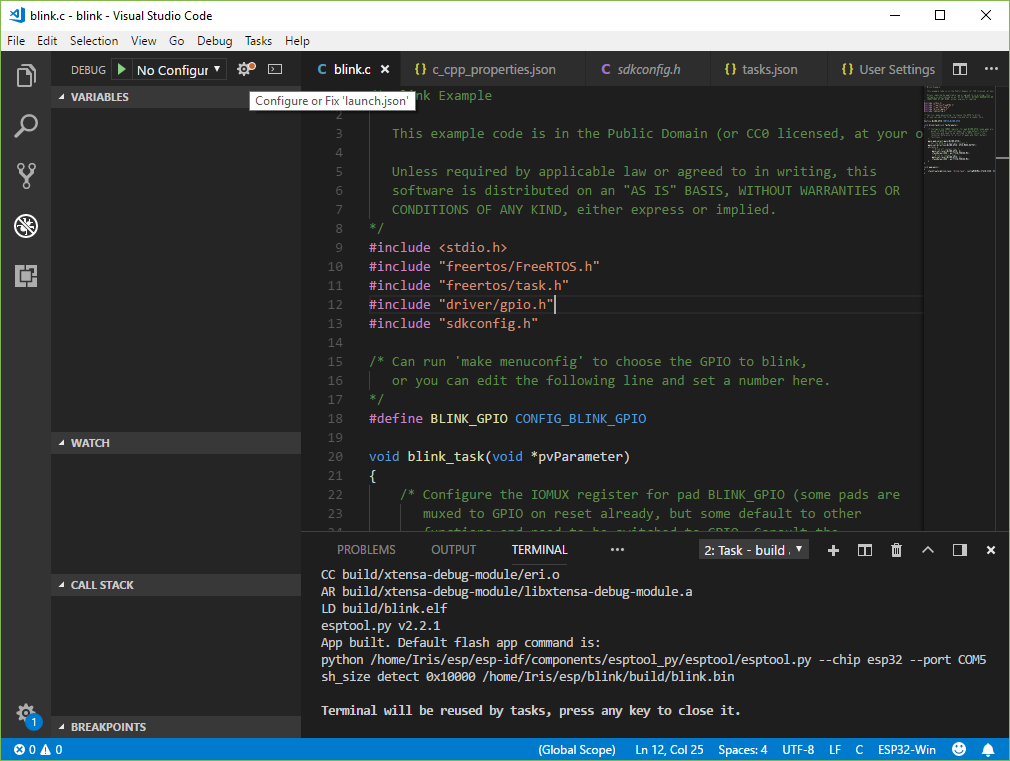 blink.c - blink - Visual Studio Code
File Edit Selection View Go Debug Tasks Help
DEBUG No Configur
blink.c c_cpp_properties.json sdkconfig.h tasks.json User Settings
VARIABLES
Configure or Fix 'launch.json'
Example
2
3 This example code is in the Public Domain (or CC0 licensed, at your o
4
5 Unless required by applicable law or agreed to in writing, this
6 software is distributed on an "AS IS" BASIS, WITHOUT WARRANTIES OR
7 CONDITIONS OF ANY KIND, either express or implied.
8 */
9 #include <stdio.h>
10 #include "freertos/FreeRTOS.h"
11 #include "freertos/task.h"
12 #include "driver/gpio.h"
13 #include "sdkconfig.h"
14
15 /* Can run 'make menuconfig' to choose the GPIO to blink,
16 or you can edit the following line and set a number here.
17 */
18 #define BLINK_GPIO CONFIG_BLINK_GPIO
19
20 void blink_task(void *pvParameter)
21 {
22 /* Configure the IOMUX register for pad BLINK_GPIO (some pads are
23 muxed to GPIO on reset already, but some default to other
24 functions and need to be switched to GPIO. Consult the
WATCH
CALL STACK
BREAKPOINTS
1
PROBLEMS OUTPUT TERMINAL ••• 2: Task - build
CC build/xtensa-debug-module/eri.o
AR build/xtensa-debug-module/libxtensa-debug-module.a
LD build/blink.elf
esptool.py v2.2.1
App built. Default flash app command is:
python /home/Iris/esp/esp-idf/components/esptool_py/esptool/esptool.py --chip esp32 --port COM5
sh_size detect 0x10000 /home/Iris/esp/blink/build/blink.bin
Terminal will be reused by tasks, press any key to close it.
0 0 (Global Scope) Ln 12, Col 25 Spaces: 4 UTF-8 LF C ESP32-Win